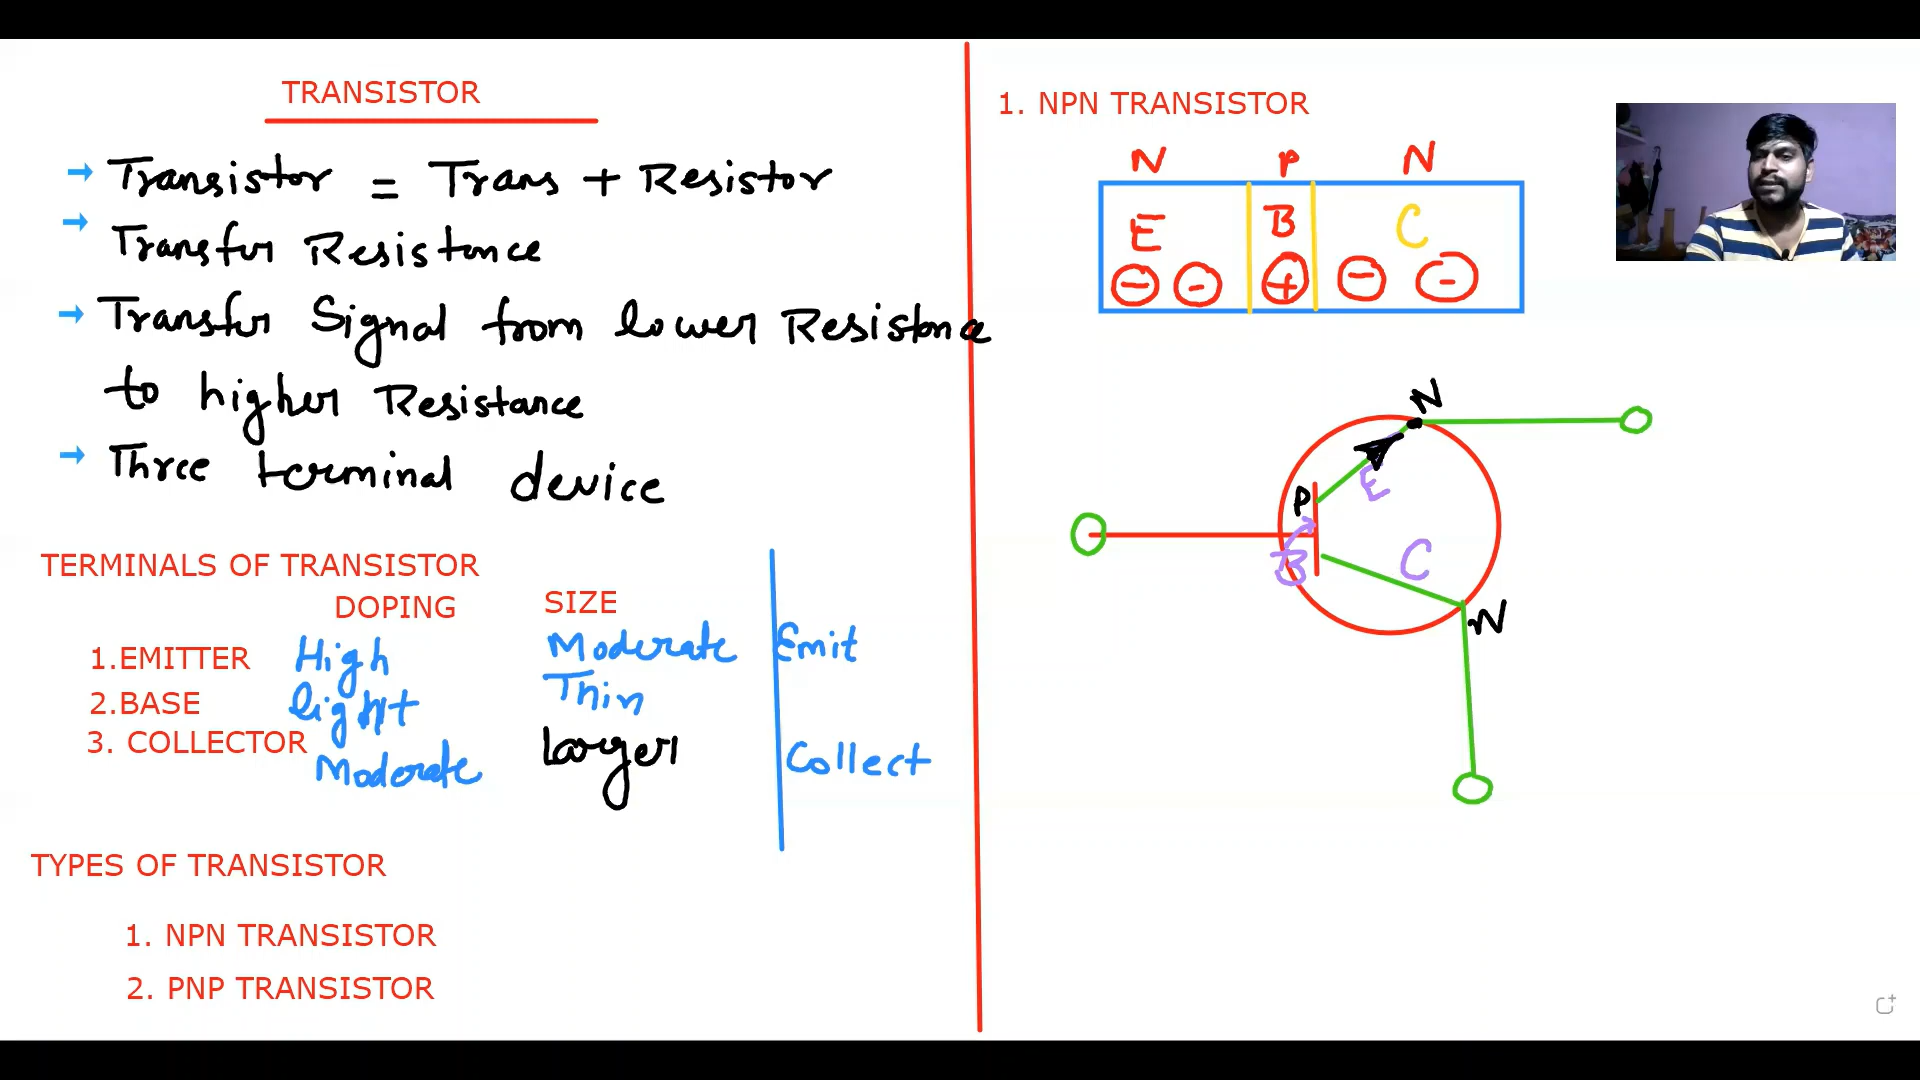 TRANSISTOR
→ Transistor = Trans + Resistor
→ Transfer Resistance
→ Transfer Signal from lower Resistance
to higher Resistance
→ Three terminal device
TERMINALS OF TRANSISTOR
DOPING SIZE
1.EMITTER High Moderate Emit
2.BASE light Thin
3. COLLECTOR Moderate larger Collect
TYPES OF TRANSISTOR
1. NPN TRANSISTOR
2. PNP TRANSISTOR
1. NPN TRANSISTOR
N P N
E B C
- - + - -
N
E
P
B
C
N